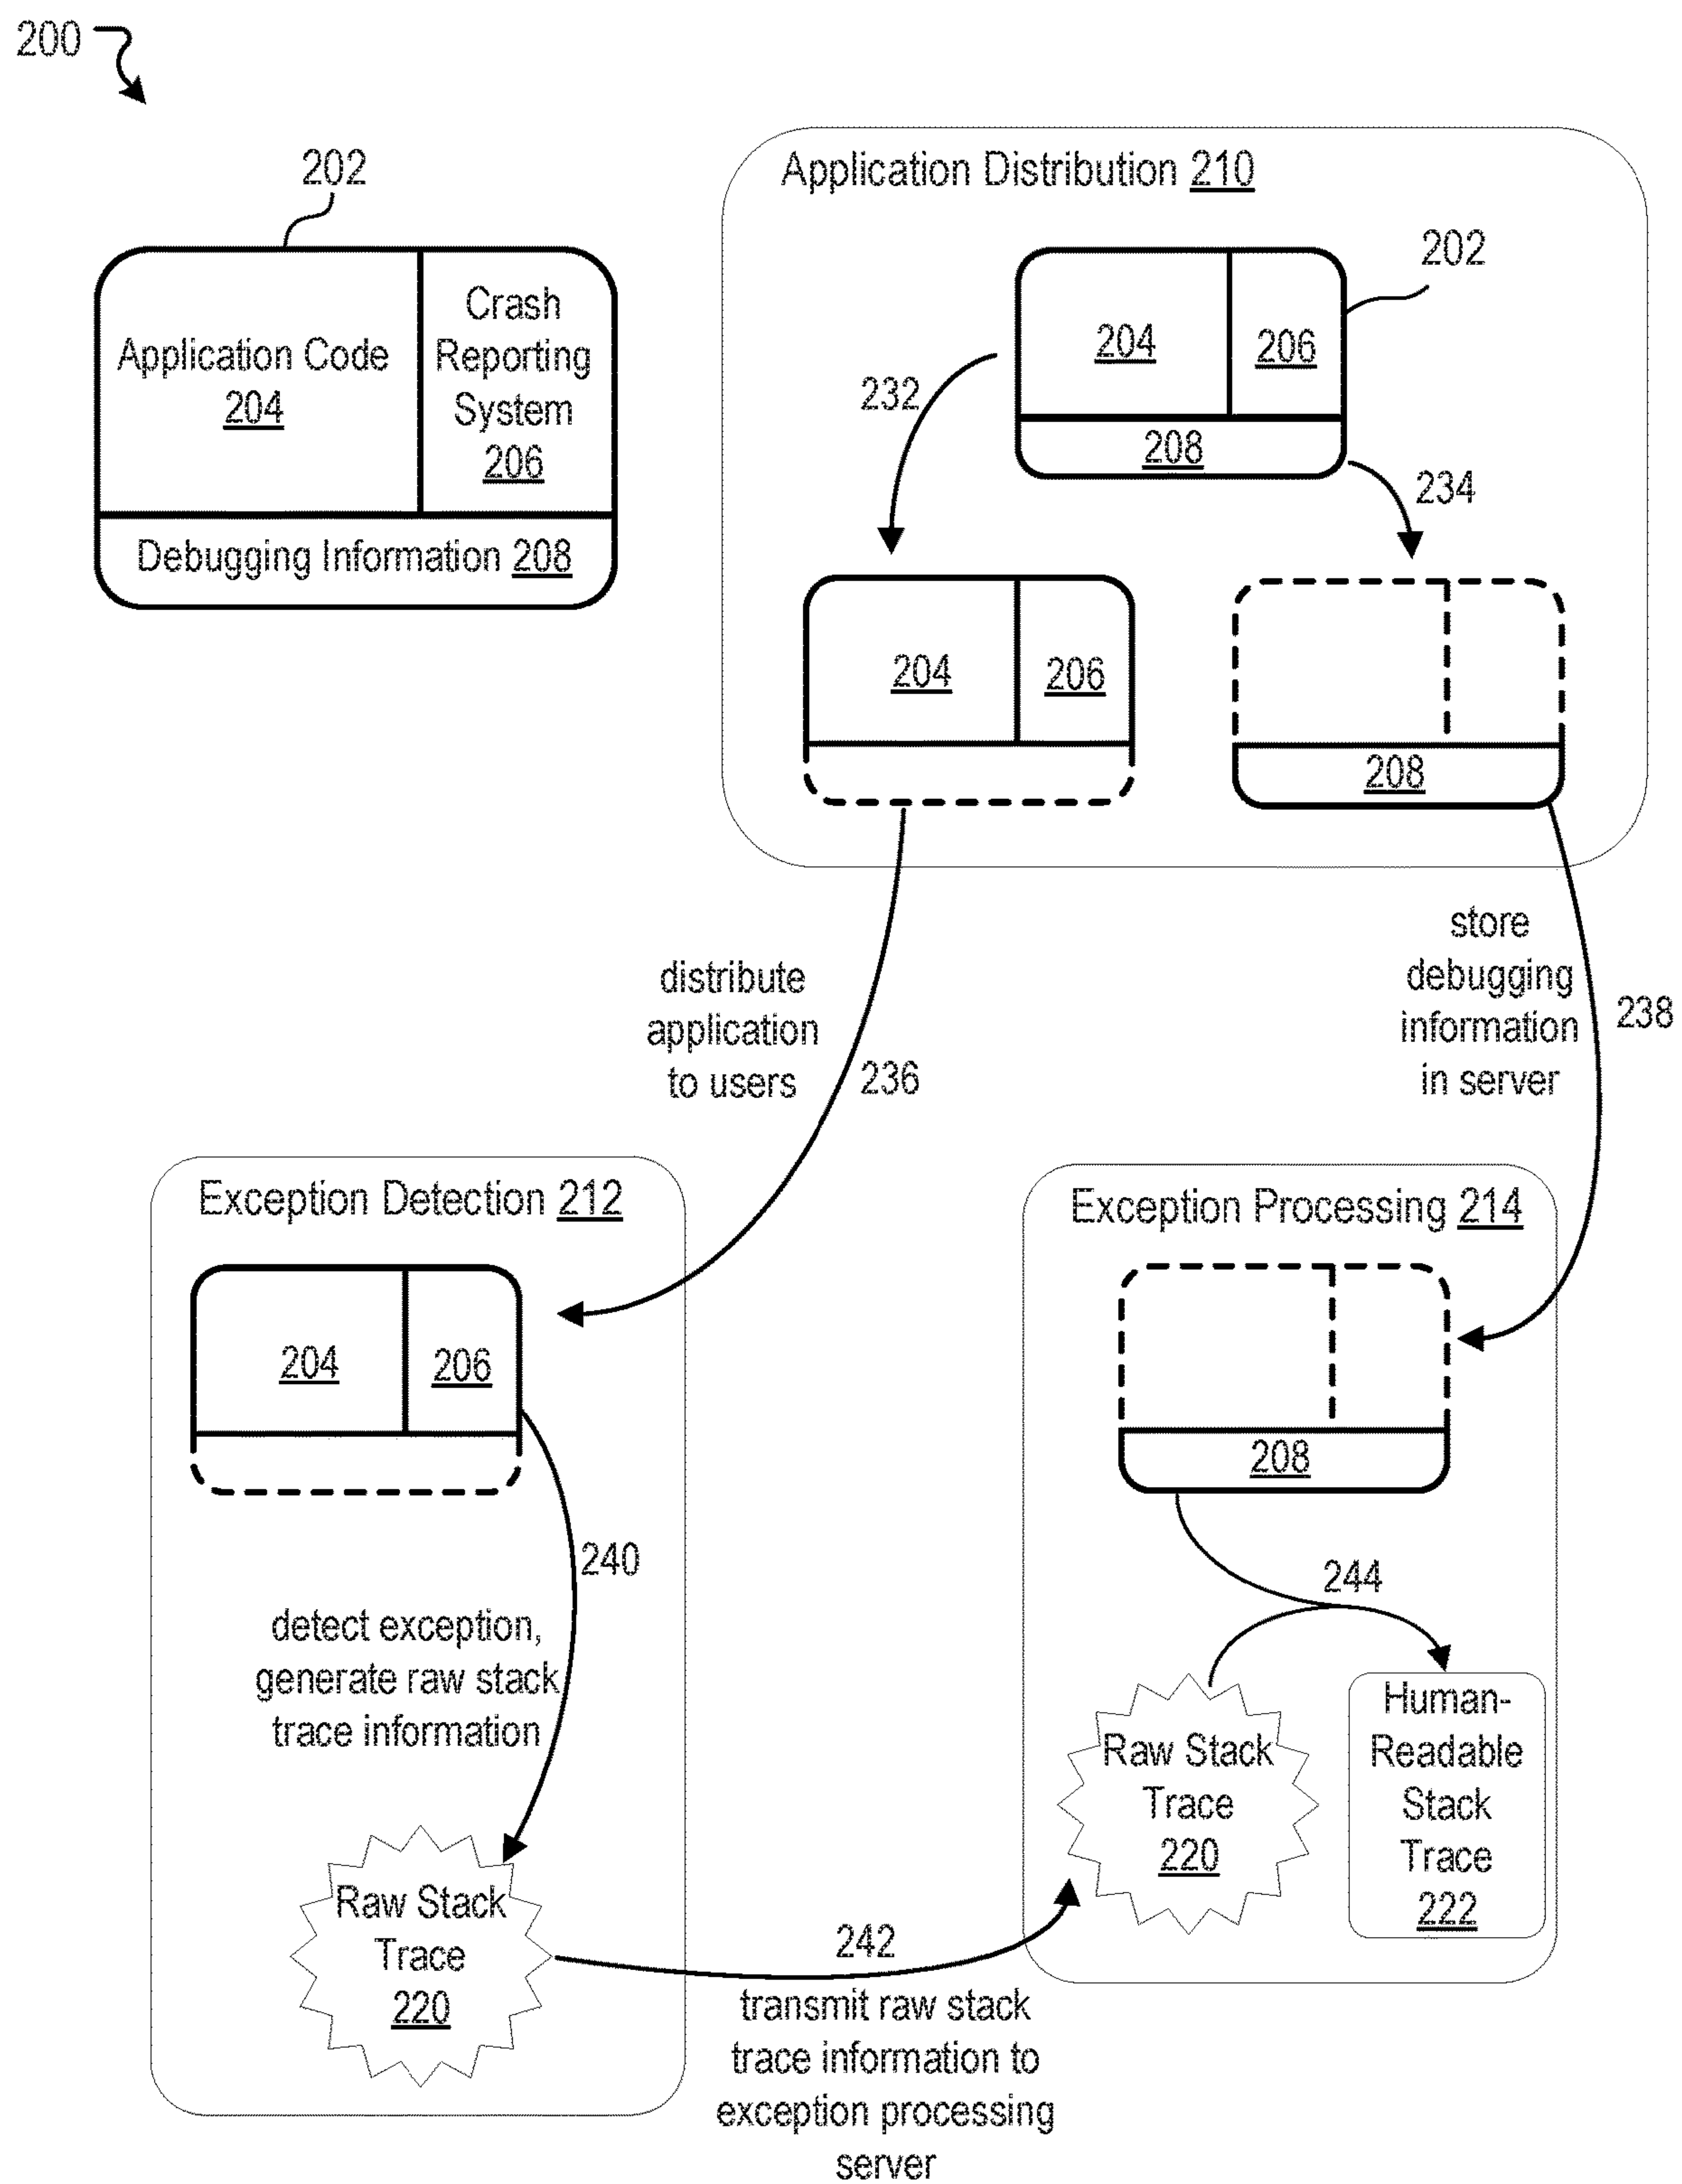 200
202
Application Code
204
Crash
Reporting
System
206
Debugging Information 208
Application Distribution 210
202
204
206
208
232
234
204
206
208
distribute
application
to users
236
store
debugging
information
in server
238
Exception Detection 212
204
206
240
detect exception,
generate raw stack
trace information
Raw Stack
Trace
220
242
transmit raw stack
trace information to
exception processing
server
Exception Processing 214
208
244
Raw Stack
Trace
220
Human-
Readable
Stack
Trace
222